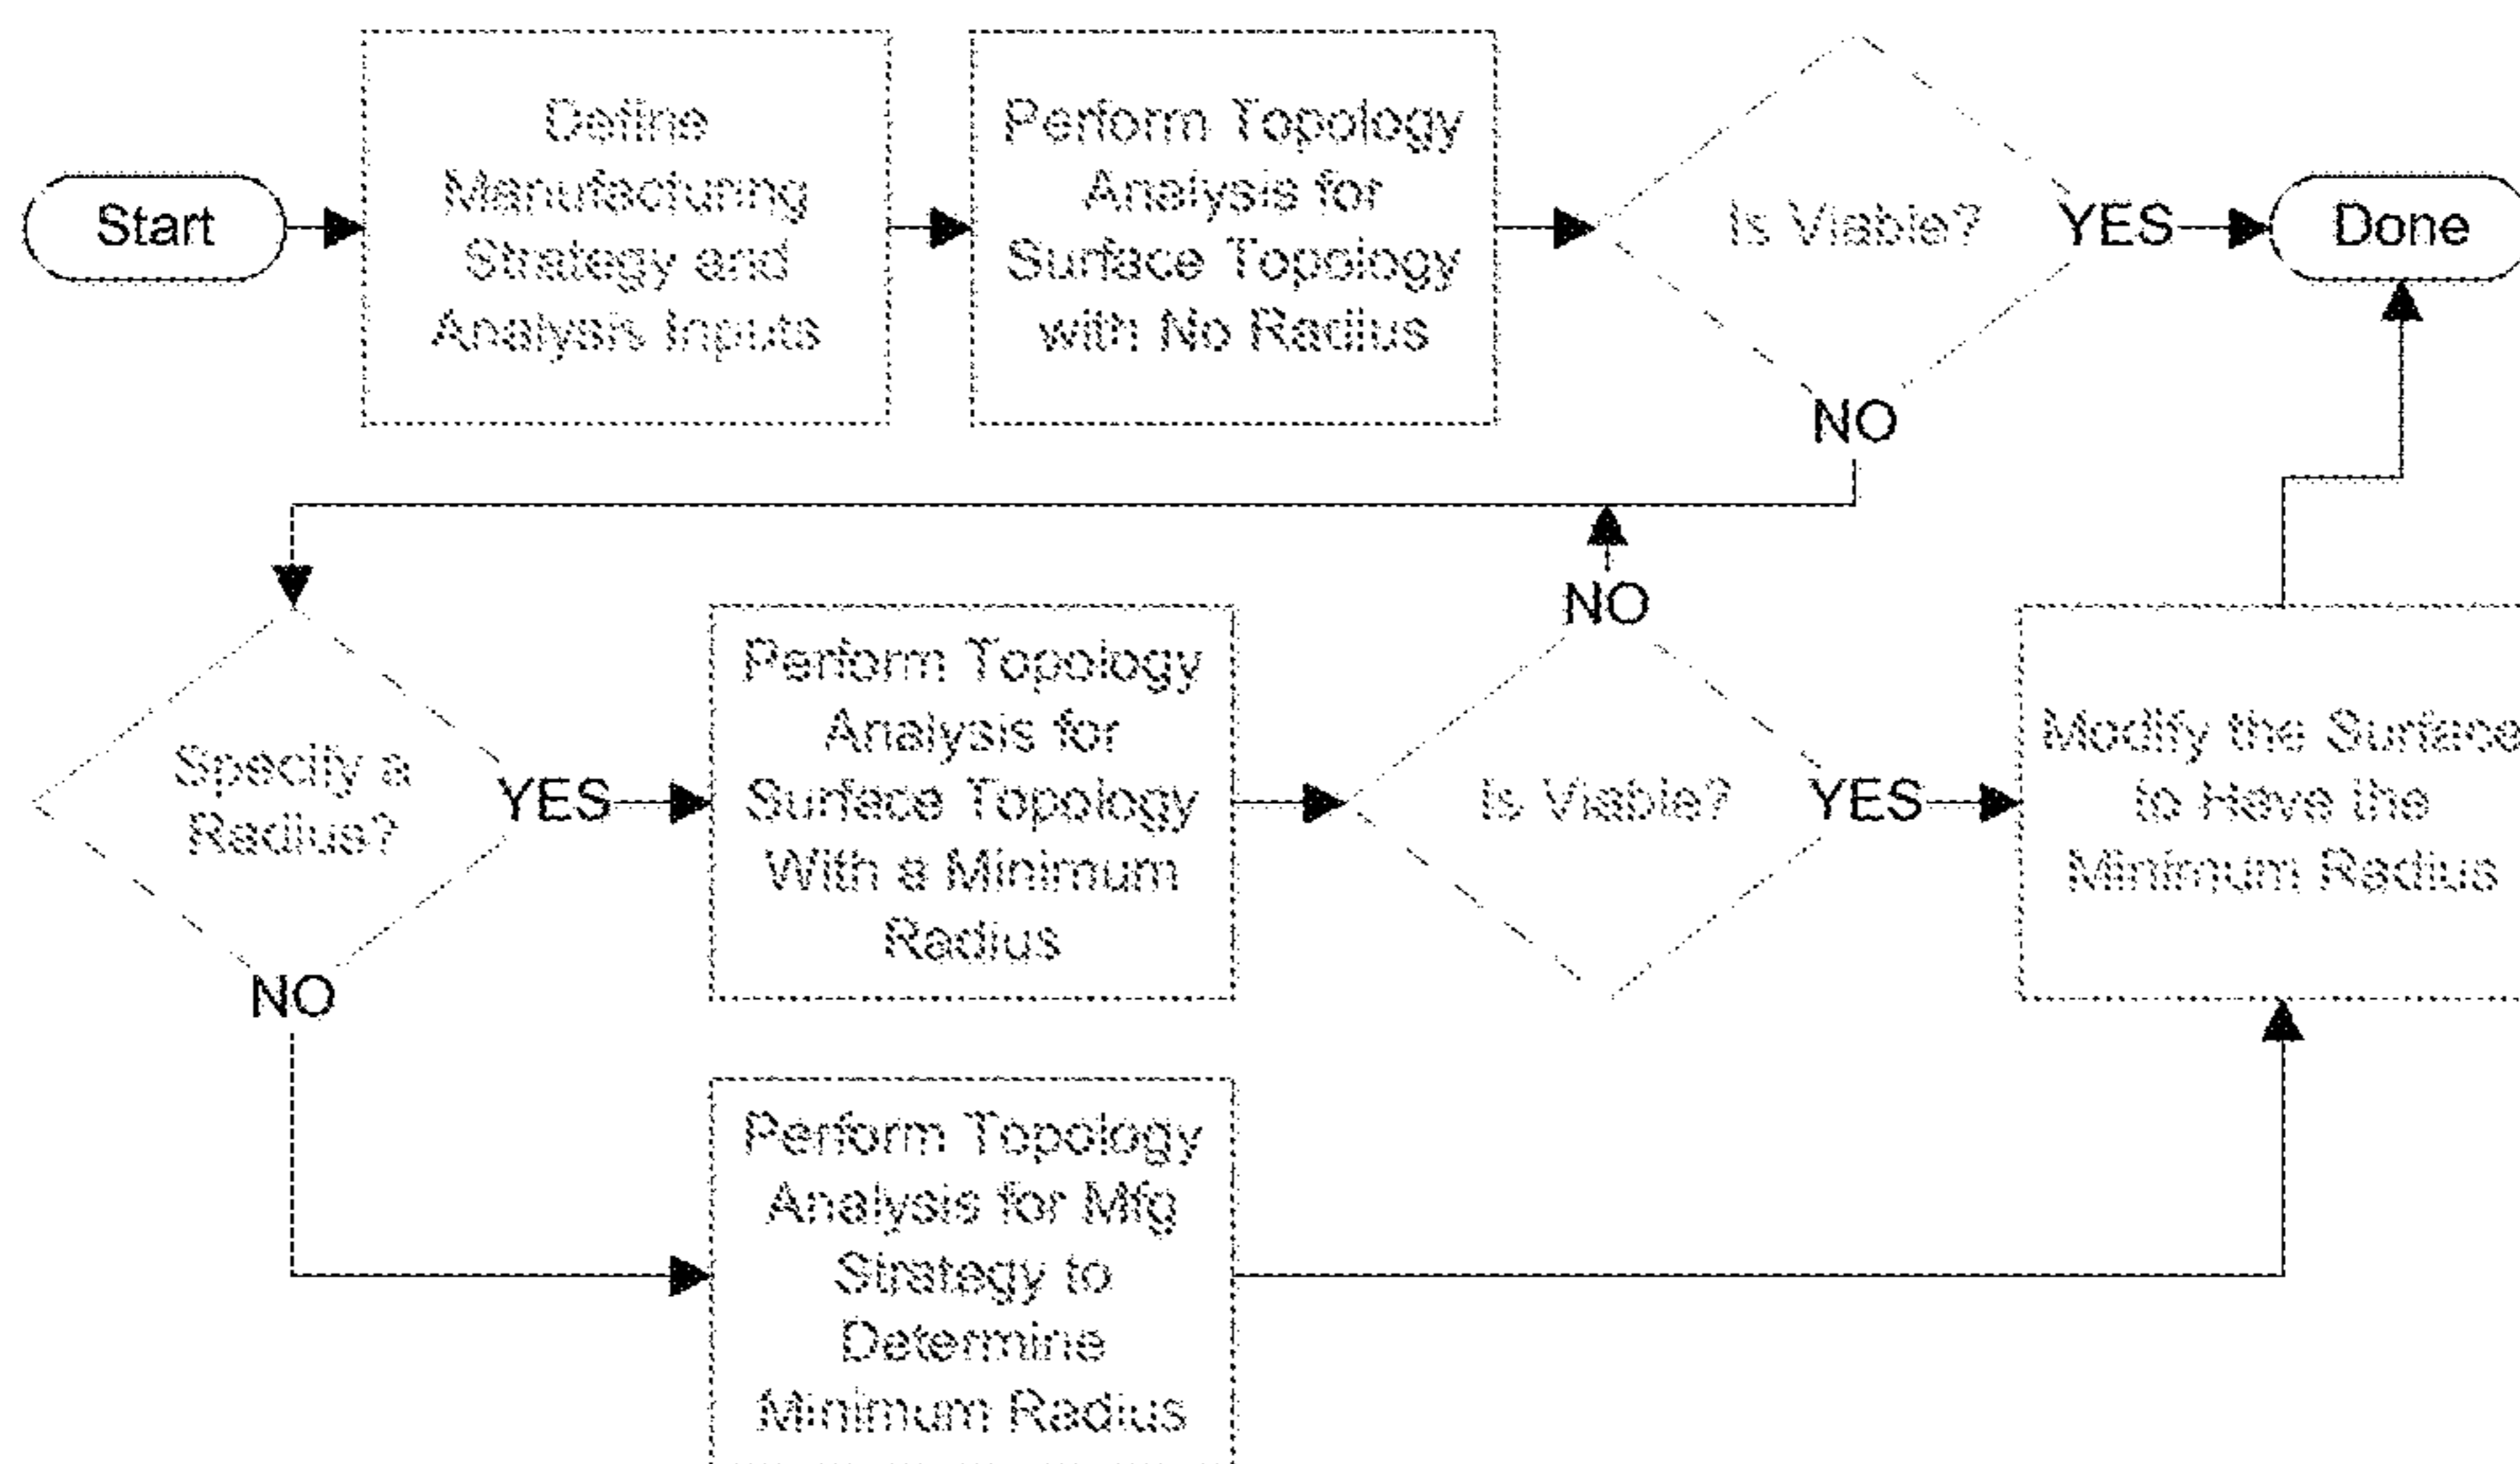 Start
Define
Manufacturing
Strategy and
Analysis Inputs
Perform Topology
Analysis for
Surface Topology
with No Radius
Is Viable?
YES
Done
NO
NO
Specify a
Radius?
YES
Perform Topology
Analysis for
Surface Topology
With a Minimum
Radius
Is Viable?
YES
Modify the Surface
to Have the
Minimum Radius
NO
Perform Topology
Analysis for Mfg
Strategy to
Determine
Minimum Radius